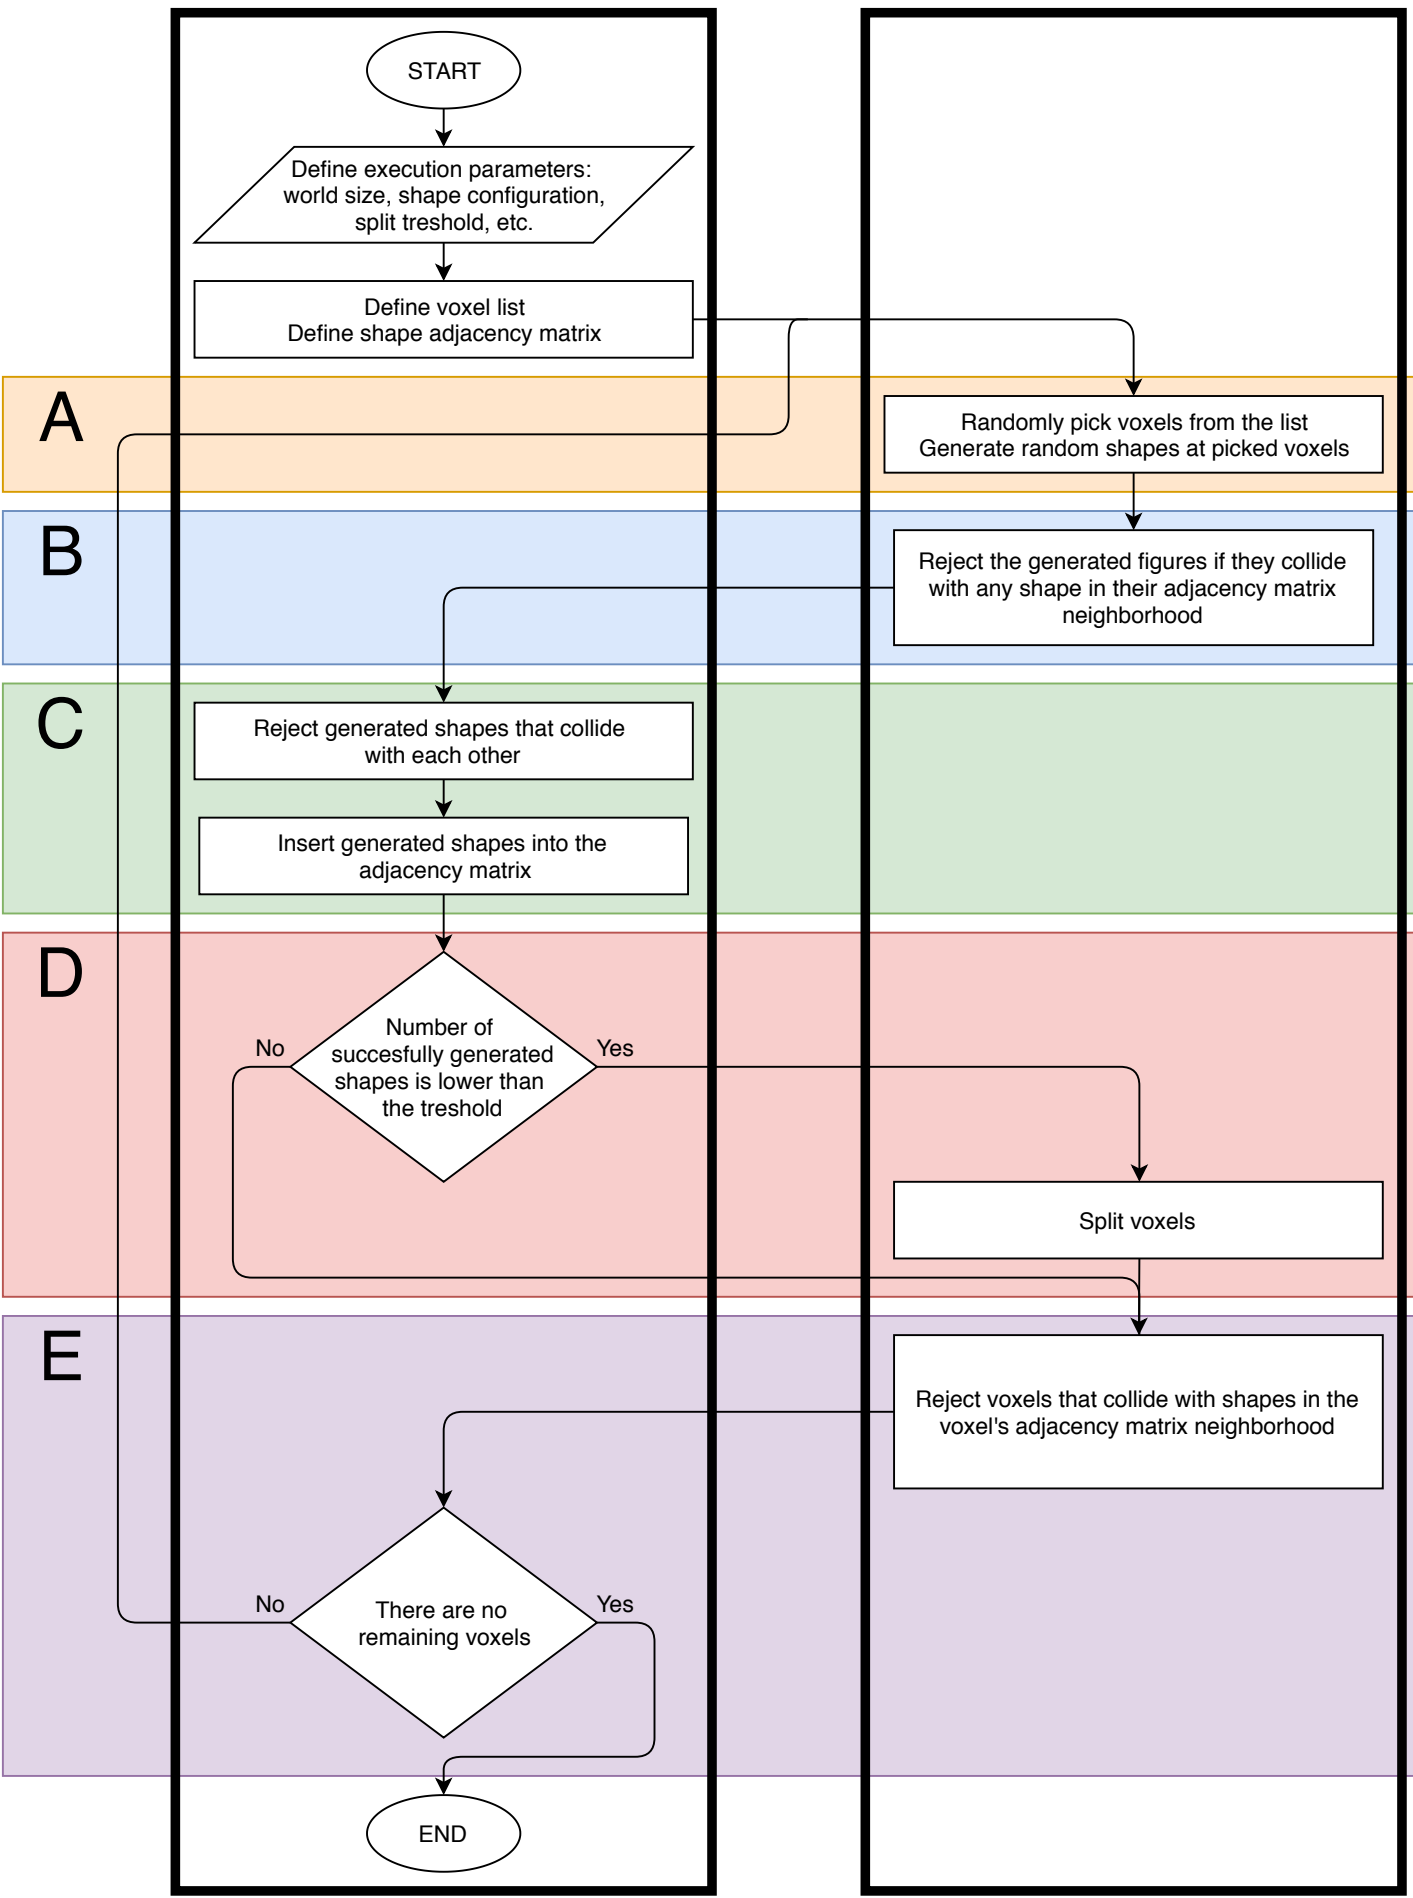 START
Define execution parameters:
world size, shape configuration,
split treshold, etc.
Define voxel list
Define shape adjacency matrix
A
Randomly pick voxels from the list
Generate random shapes at picked voxels
B
Reject the generated figures if they collide
with any shape in their adjacency matrix
neighborhood
C
Reject generated shapes that collide
with each other
Insert generated shapes into the
adjacency matrix
D
Number of
succesfully generated
shapes is lower than
the treshold
No
Yes
Split voxels
E
Reject voxels that collide with shapes in the
voxel's adjacency matrix neighborhood
There are no
remaining voxels
No
Yes
END